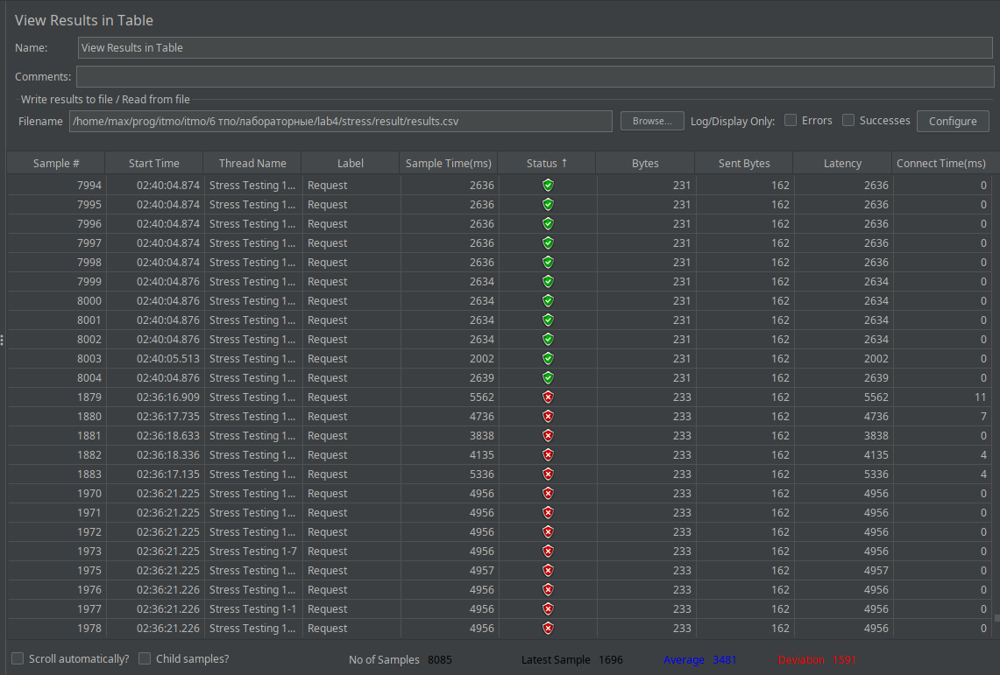 View Results in Table
Name: View Results in Table
Comments:
Write results to file / Read from file
Filename /home/max/prog/itmo/itmo/6 тпо/лабораторные/lab4/stress/result/results.csv Browse... Log/Display Only: Errors Successes Configure
Sample # Start Time Thread Name Label Sample Time(ms) Status ↑ Bytes Sent Bytes Latency Connect Time(ms)
7994 02:40:04.874 Stress Testing 1... Request 2636 231 162 2636 0
7995 02:40:04.874 Stress Testing 1... Request 2636 231 162 2636 0
7996 02:40:04.874 Stress Testing 1... Request 2636 231 162 2636 0
7997 02:40:04.874 Stress Testing 1... Request 2636 231 162 2636 0
7998 02:40:04.874 Stress Testing 1... Request 2636 231 162 2636 0
7999 02:40:04.876 Stress Testing 1... Request 2634 231 162 2634 0
8000 02:40:04.876 Stress Testing 1... Request 2634 231 162 2634 0
8001 02:40:04.876 Stress Testing 1... Request 2634 231 162 2634 0
8002 02:40:04.876 Stress Testing 1... Request 2634 231 162 2634 0
8003 02:40:05.513 Stress Testing 1... Request 2002 231 162 2002 0
8004 02:40:04.876 Stress Testing 1... Request 2639 231 162 2639 0
1879 02:36:16.909 Stress Testing 1... Request 5562 233 162 5562 11
1880 02:36:17.735 Stress Testing 1... Request 4736 233 162 4736 7
1881 02:36:18.633 Stress Testing 1... Request 3838 233 162 3838 0
1882 02:36:18.336 Stress Testing 1... Request 4135 233 162 4135 4
1883 02:36:17.135 Stress Testing 1... Request 5336 233 162 5336 4
1970 02:36:21.225 Stress Testing 1... Request 4956 233 162 4956 0
1971 02:36:21.225 Stress Testing 1... Request 4956 233 162 4956 0
1972 02:36:21.225 Stress Testing 1... Request 4956 233 162 4956 0
1973 02:36:21.225 Stress Testing 1-7 Request 4956 233 162 4956 0
1975 02:36:21.225 Stress Testing 1... Request 4957 233 162 4957 0
1976 02:36:21.226 Stress Testing 1... Request 4956 233 162 4956 0
1977 02:36:21.226 Stress Testing 1-1 Request 4956 233 162 4956 0
1978 02:36:21.226 Stress Testing 1... Request 4956 233 162 4956 0
Scroll automatically? Child samples? No of Samples 8085 Latest Sample 1696 Average 3481 Deviation 1591